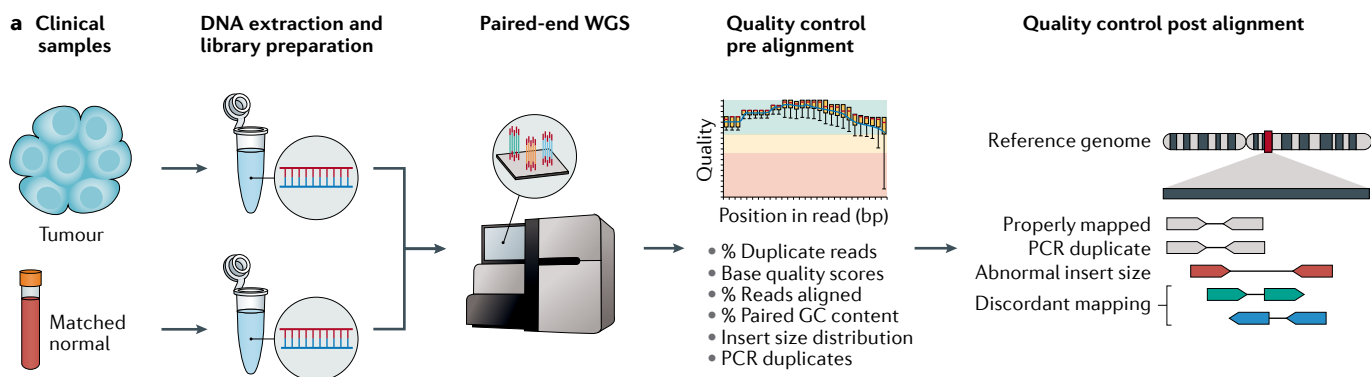 a Clinical
samples
DNA extraction and
library preparation
Paired-end WGS
Quality control
pre alignment
Quality control post alignment
Tumour
Matched
normal
Quality
Position in read (bp)
• % Duplicate reads
• Base quality scores
• % Reads aligned
• % Paired GC content
• Insert size distribution
• PCR duplicates
Reference genome
Properly mapped
PCR duplicate
Abnormal insert size
Discordant mapping